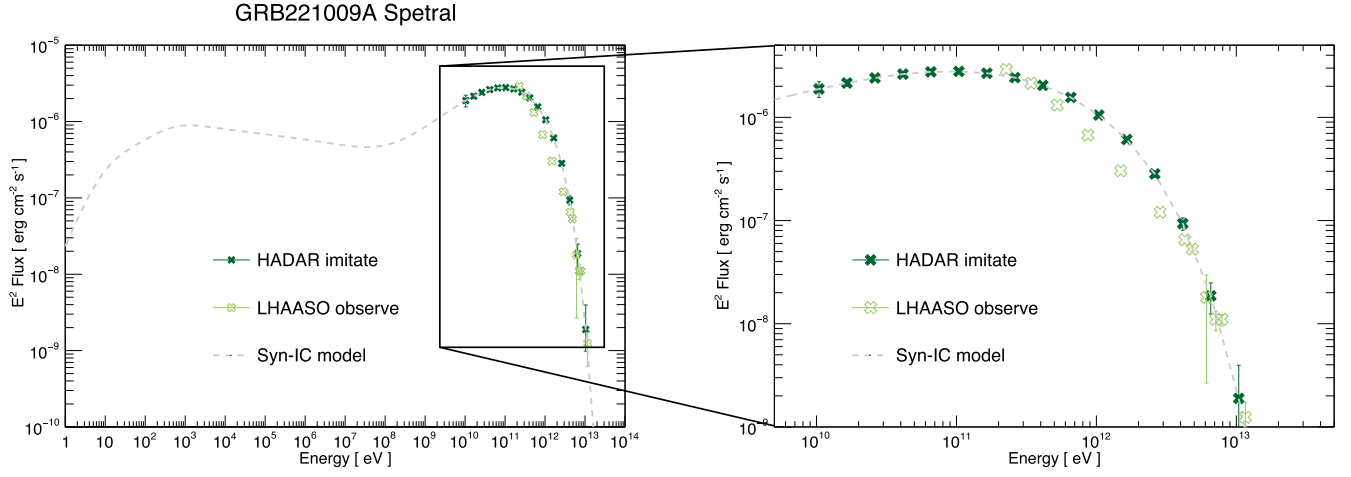 GRB221009A Spetral
10⁻⁵
10⁻⁶
10⁻⁷
10⁻⁸
10⁻⁹
10⁻¹⁰
E² Flux [ erg cm⁻² s⁻¹ ]
HADAR imitate
LHAASO observe
Syn-IC model
1 10 10² 10³ 10⁴ 10⁵ 10⁶ 10⁷ 10⁸ 10⁹ 10¹⁰ 10¹¹ 10¹² 10¹³ 10¹⁴
Energy [ eV ]
10⁻⁶
10⁻⁷
10⁻⁸
10⁻⁹
E² Flux [ erg cm⁻² s⁻¹ ]
HADAR imitate
LHAASO observe
Syn-IC model
10¹⁰ 10¹¹ 10¹² 10¹³
Energy [ eV ]